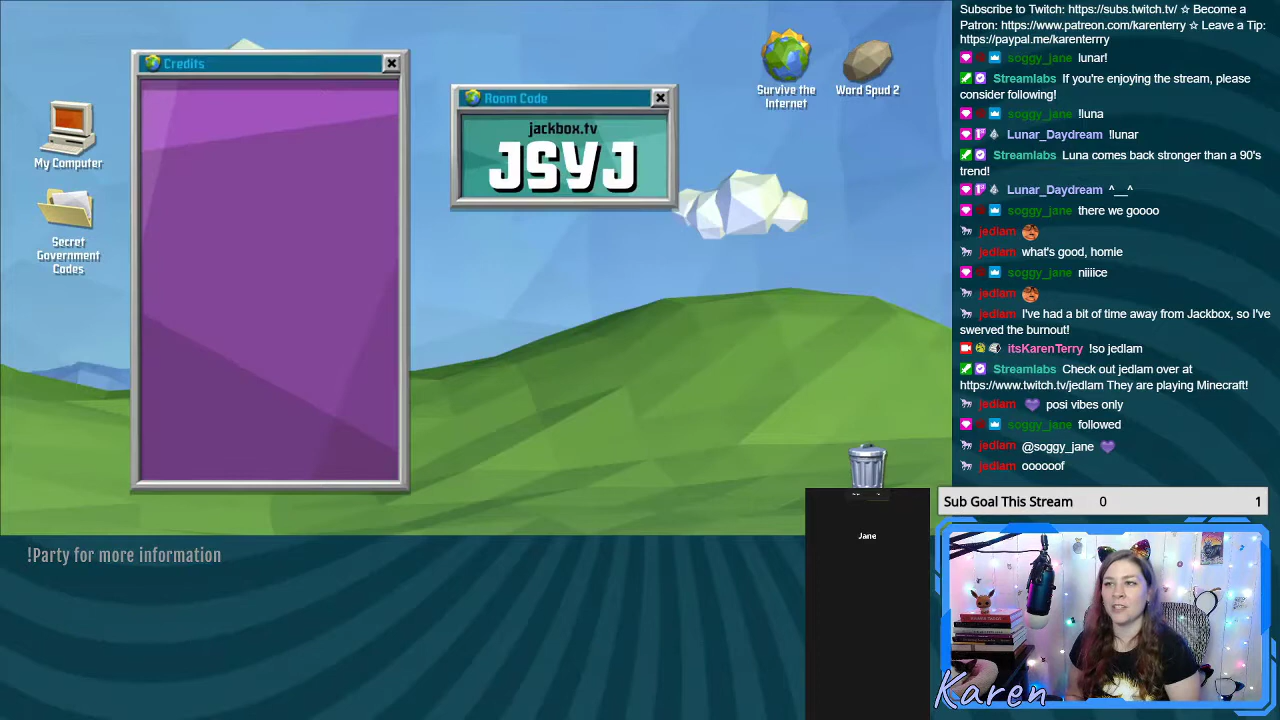 Credits
My Computer
Secret
Government
Codes
Room Code
jackbox.tv
JSYJ
Survive the
Internet
Word Spud 2
!Party for more information
Jane
Subscribe to Twitch: https://subs.twitch.tv/ ☆ Become a
Patron: https://www.patreon.com/karenterry ☆ Leave a Tip:
https://paypal.me/karenterrry
soggy_jane lunar!
Streamlabs If you're enjoying the stream, please
consider following!
soggy_jane !luna
Lunar_Daydream !lunar
Streamlabs Luna comes back stronger than a 90's
trend!
Lunar_Daydream ^__^
soggy_jane there we goooo
jedlam
jedlam what's good, homie
soggy_jane niiiice
jedlam
jedlam I've had a bit of time away from Jackbox, so I've
swerved the burnout!
itsKarenTerry !so jedlam
Streamlabs Check out jedlam over at
https://www.twitch.tv/jedlam They are playing Minecraft!
jedlam 💜 posi vibes only
soggy_jane followed
jedlam @soggy_jane 💜
jedlam oooooof
Sub Goal This Stream 0 1
Karen